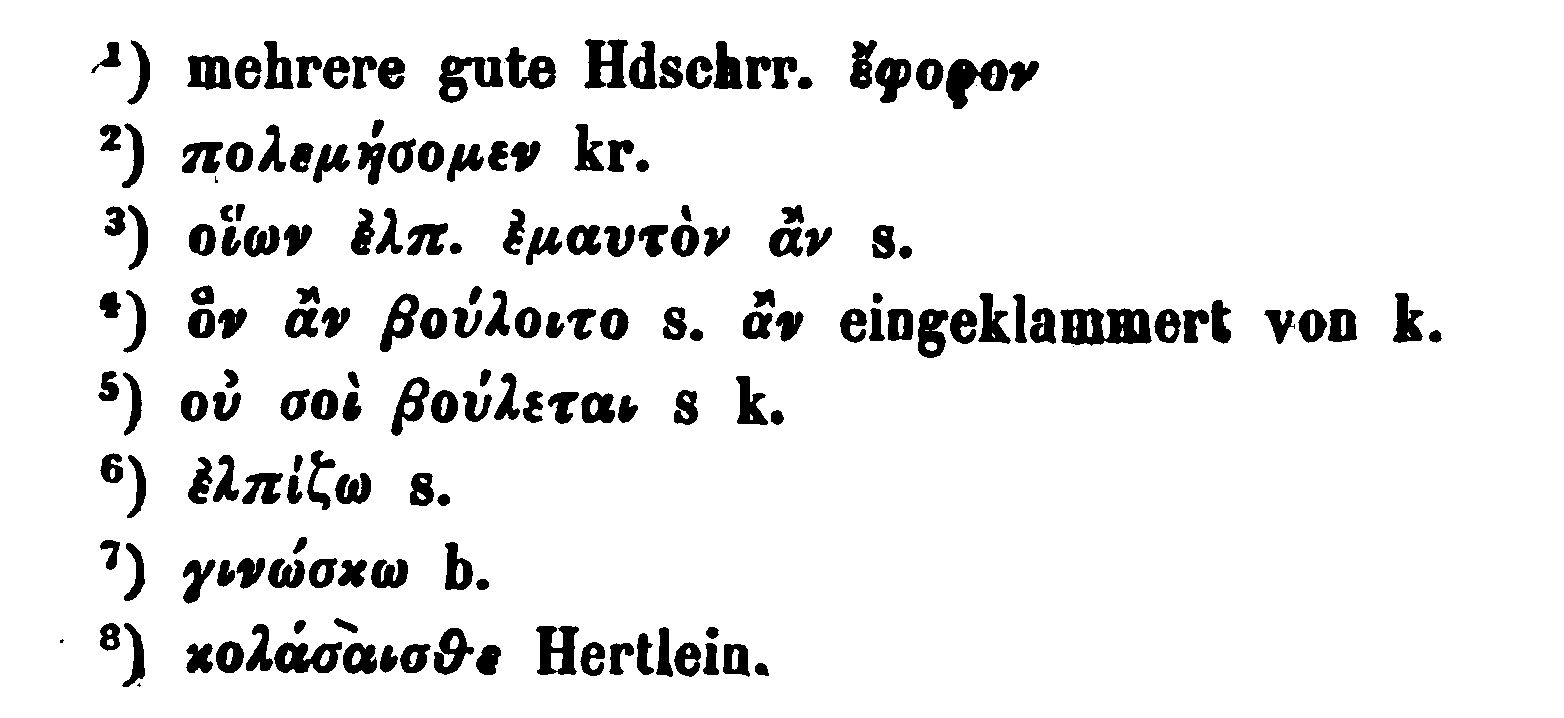 ¹) mehrere gute Hdschrr. ἔφορον
²) πολεμήσομεν kr.
³) οἵων ἐλπ. ἐμαυτὸν ἂν s.
⁴) ὃν ἂν βούλοιτο s. ἂν eingeklammert von k.
⁵) οὐ σοὶ βούλεται s k.
⁶) ἐλπίζω s.
⁷) γινώσκω b.
⁸) κολάσαισθε Hertlein.